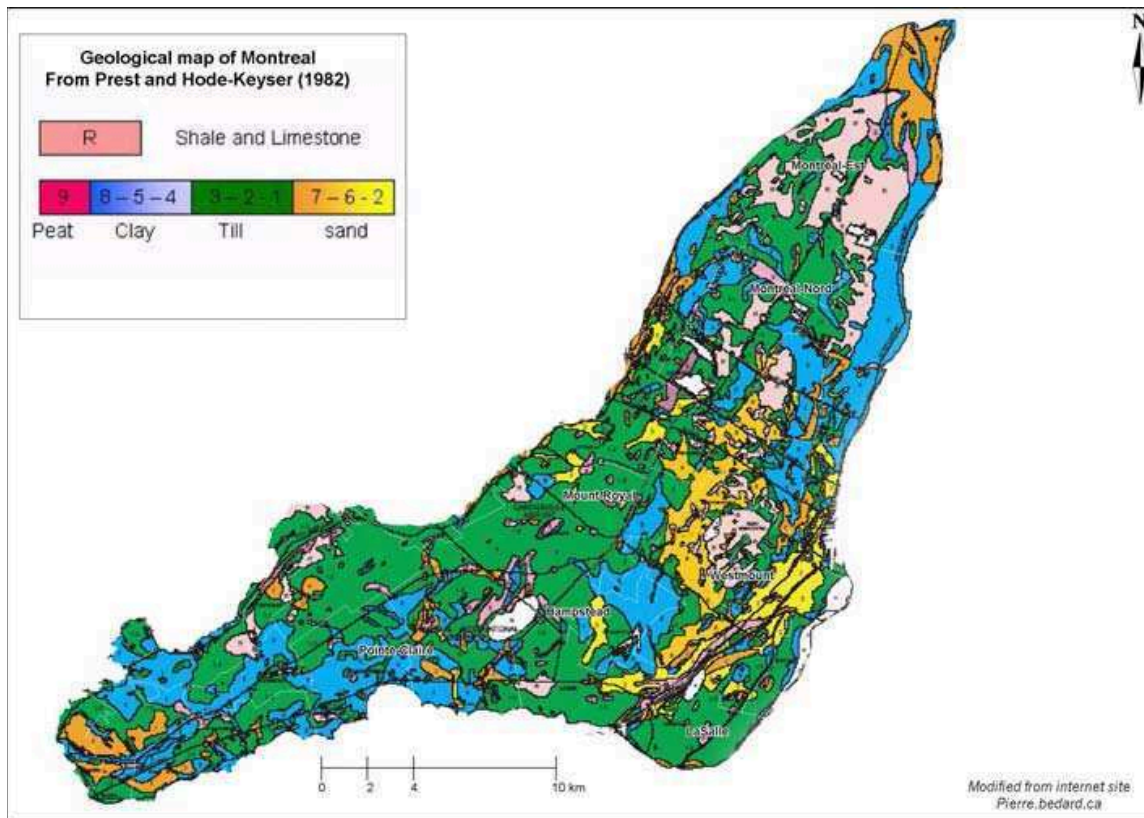 Geological map of Montreal
From Prest and Hode-Keyser (1982)
R Shale and Limestone
9 8 – 5 – 4 3 – 2 - 1 7 – 6 - 2
Peat Clay Till sand
N
Montreal-Est
Montreal-Nord
Mount-Royal
Westmount
Hampstead
Pointe-Claire
LaSalle
0 2 4 10 km
Modified from internet site
Pierre.bedard.ca